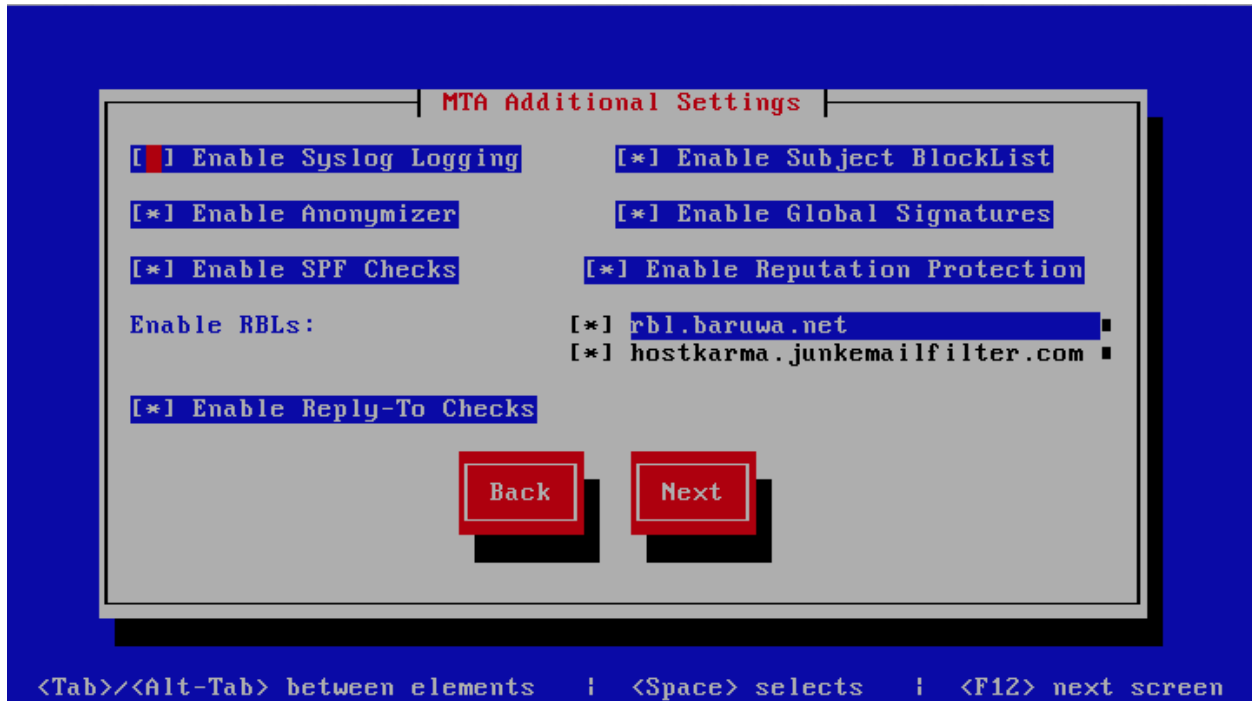 MTA Additional Settings
[ ] Enable Syslog Logging [*] Enable Subject BlockList
[*] Enable Anonymizer [*] Enable Global Signatures
[*] Enable SPF Checks [*] Enable Reputation Protection
Enable RBLs: [*] rbl.baruwa.net
[*] hostkarma.junkemailfilter.com
[*] Enable Reply-To Checks
Back Next
<Tab>/<Alt-Tab> between elements | <Space> selects | <F12> next screen